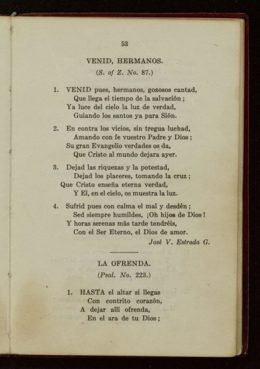 53
VENID, HERMANOS.
(S. of Z. No. 87.)
1. VENID pues, hermanos, gososos cantad,
Que llega el tiempo de la salvación;
Ya luce del cielo la luz de verdad,
Guiando los santos ya para Sión.
2. En contra los vicios, sin tregua luchad,
Amando con fe vuestro Padre y Dios;
Su gran Evangelio verdades os da,
Que Cristo al mundo dejara ayer.
3. Dejad las riquezas y la potestad,
Dejad los placeres, tomando la cruz;
Que Cristo enseña eterna verdad,
Y El, en el cielo, os muestra la luz.
4. Sufrid pues con calma el mal y desdén;
Sed siempre humildes, ¡Oh hijos de Dios!
Y horas serenas más tarde tendréis,
Con el Ser Eterno, el Dios de amor.
José V. Estrada G.
LA OFRENDA.
(Psal. No. 223.)
1. HASTA el altar si llegas
Con contrito corazón,
A dejar allí ofrenda,
En el ara de tu Dios;